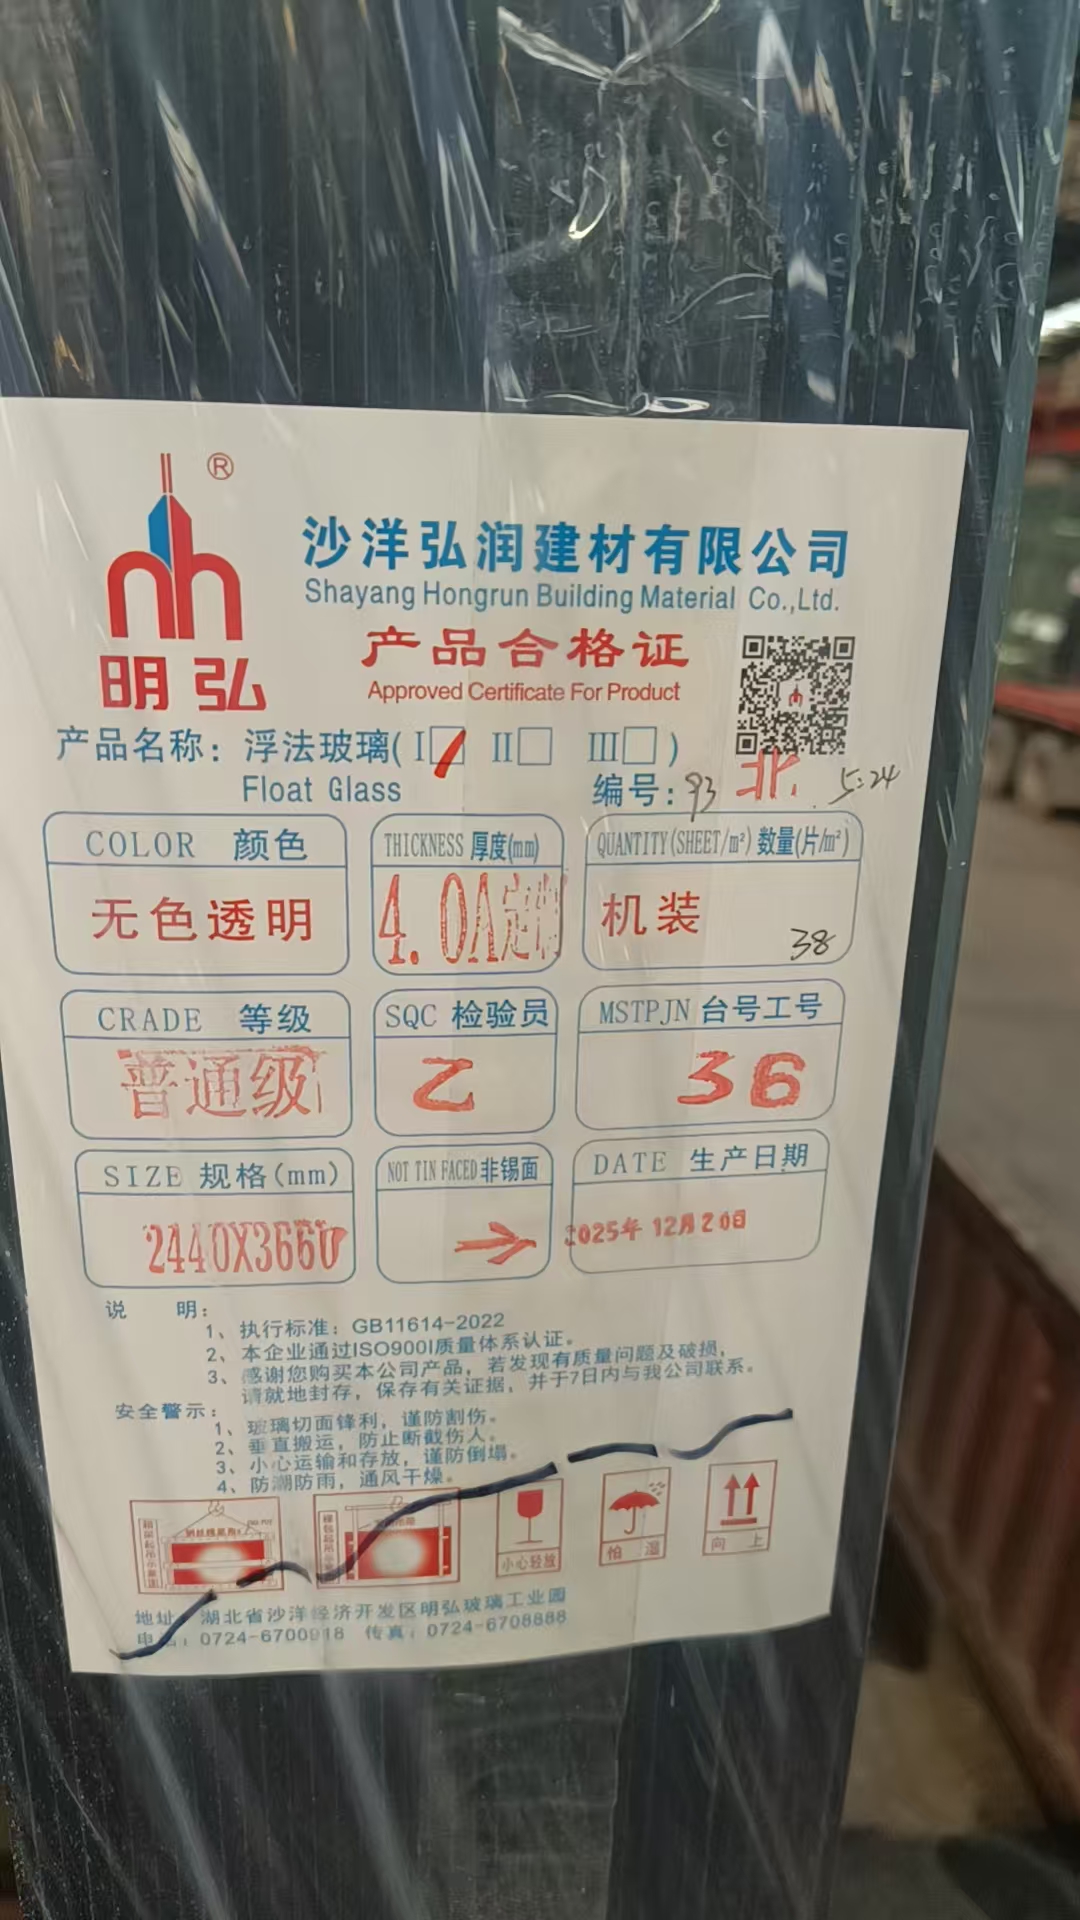 ®
明弘
沙洋弘润建材有限公司
Shayang Hongrun Building Material Co.,Ltd.
产品合格证
Approved Certificate For Product
产品名称：浮法玻璃(I□ II□ III□)
Float Glass
编号：93 北. 5:24
COLOR 颜色
无色透明
THICKNESS 厚度(mm)
4.0A定制
QUANTITY(SHEET/m²)数量(片/m²)
机装
38
CRADE 等级
普通级
SQC 检验员
乙
MSTPJN 台号工号
36
SIZE 规格(mm)
2440X3660
NOT TIN FACED 非锡面
→
DATE 生产日期
2025年 12月20日
说 明：
1、执行标准：GB11614-2022
2、本企业通过ISO9001质量体系认证。
3、感谢您购买本公司产品，若发现有质量问题及破损，
请就地封存，保存有关证据，并于7日内与我公司联系。
安全警示：
1、玻璃切面锋利，谨防割伤。
2、垂直搬运，防止断截伤人。
3、小心运输和存放，谨防倒塌。
4、防潮防雨，通风干燥。
小心轻放
怕 湿
向 上
地址：湖北省沙洋经济开发区明弘玻璃工业园
电话：0724-6700918 传真：0724-6708888